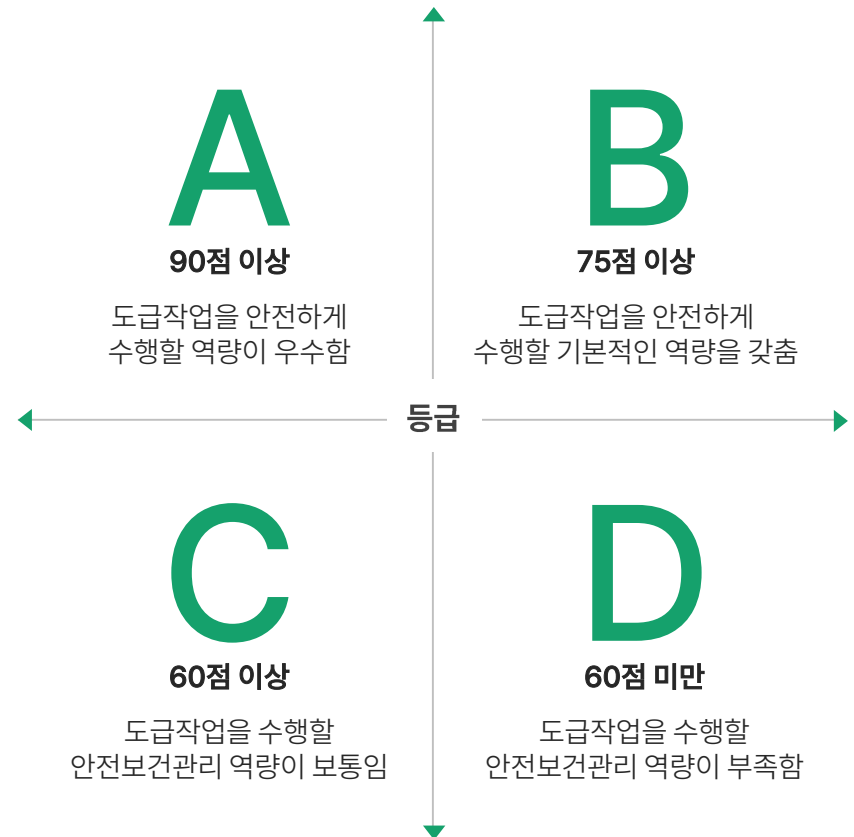 A
90점 이상
도급작업을 안전하게
수행할 역량이 우수함
B
75점 이상
도급작업을 안전하게
수행할 기본적인 역량을 갖춤
등급
C
60점 이상
도급작업을 수행할
안전보건관리 역량이 보통임
D
60점 미만
도급작업을 수행할
안전보건관리 역량이 부족함